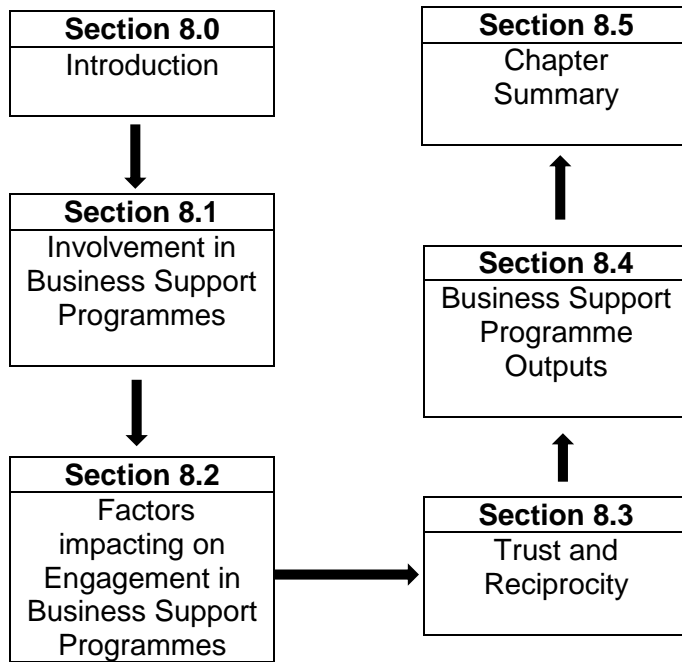 Section 8.0
Introduction
Section 8.1
Involvement in
Business Support
Programmes
Section 8.2
Factors
impacting on
Engagement in
Business Support
Programmes
Section 8.3
Trust and
Reciprocity
Section 8.4
Business Support
Programme
Outputs
Section 8.5
Chapter
Summary